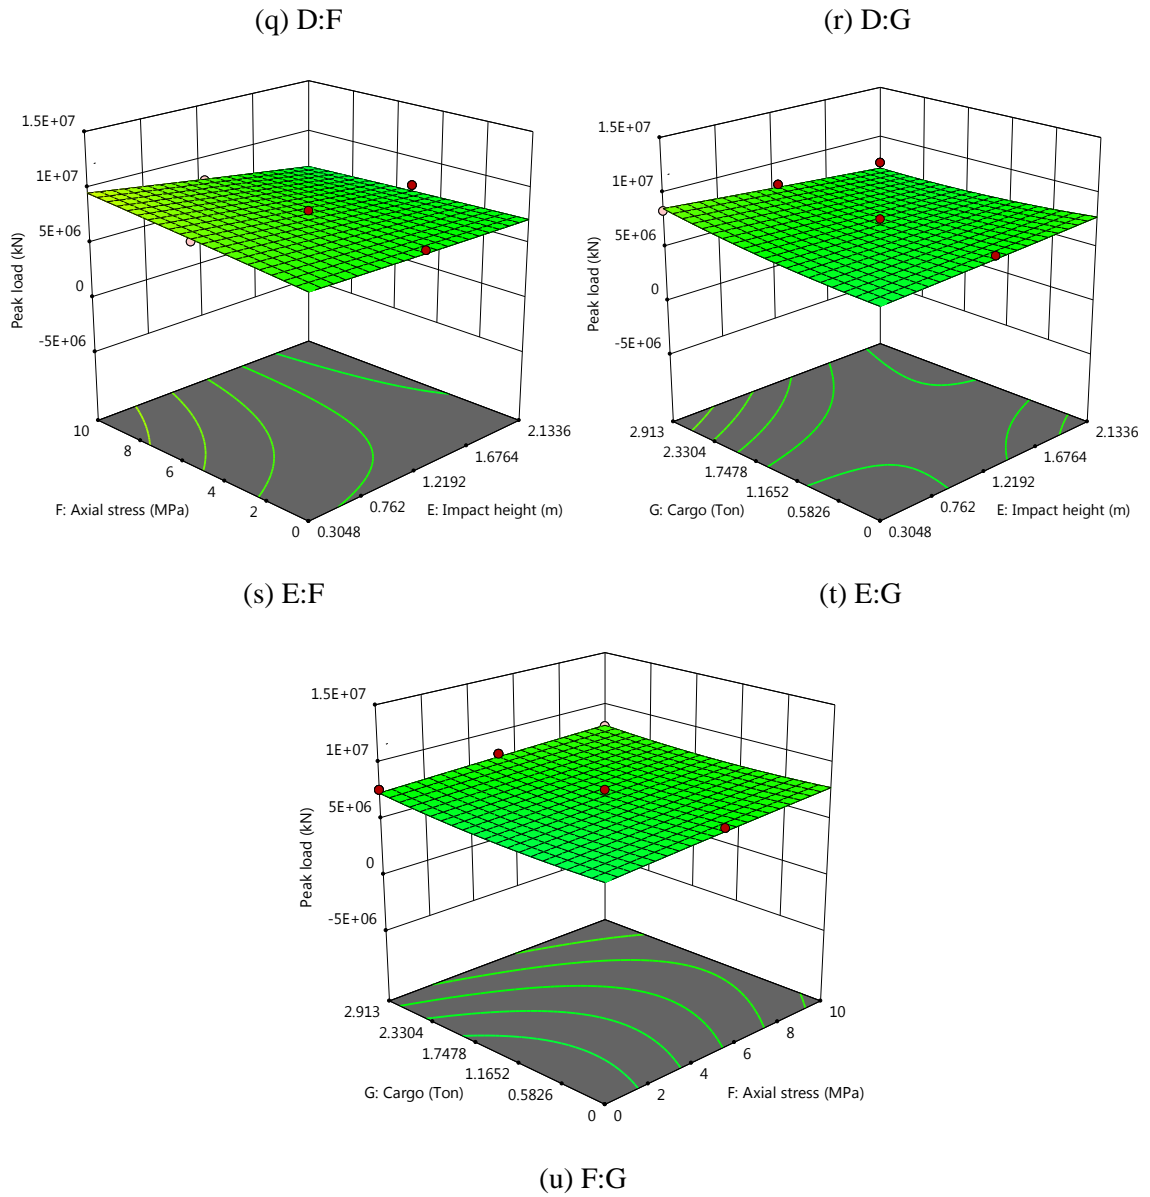 (q) D:F
(r) D:G
1.5E+07
1E+07
5E+06
0
-5E+06
Peak load (kN)
10
8
6
4
2
0
F: Axial stress (MPa)
0.3048
0.762
1.2192
1.6764
2.1336
E: Impact height (m)
(s) E:F
1.5E+07
1E+07
5E+06
0
-5E+06
Peak load (kN)
2.913
2.3304
1.7478
1.1652
0.5826
0
G: Cargo (Ton)
0.3048
0.762
1.2192
1.6764
2.1336
E: Impact height (m)
(t) E:G
1.5E+07
1E+07
5E+06
0
-5E+06
Peak load (kN)
2.913
2.3304
1.7478
1.1652
0.5826
0
G: Cargo (Ton)
0
2
4
6
8
10
F: Axial stress (MPa)
(u) F:G